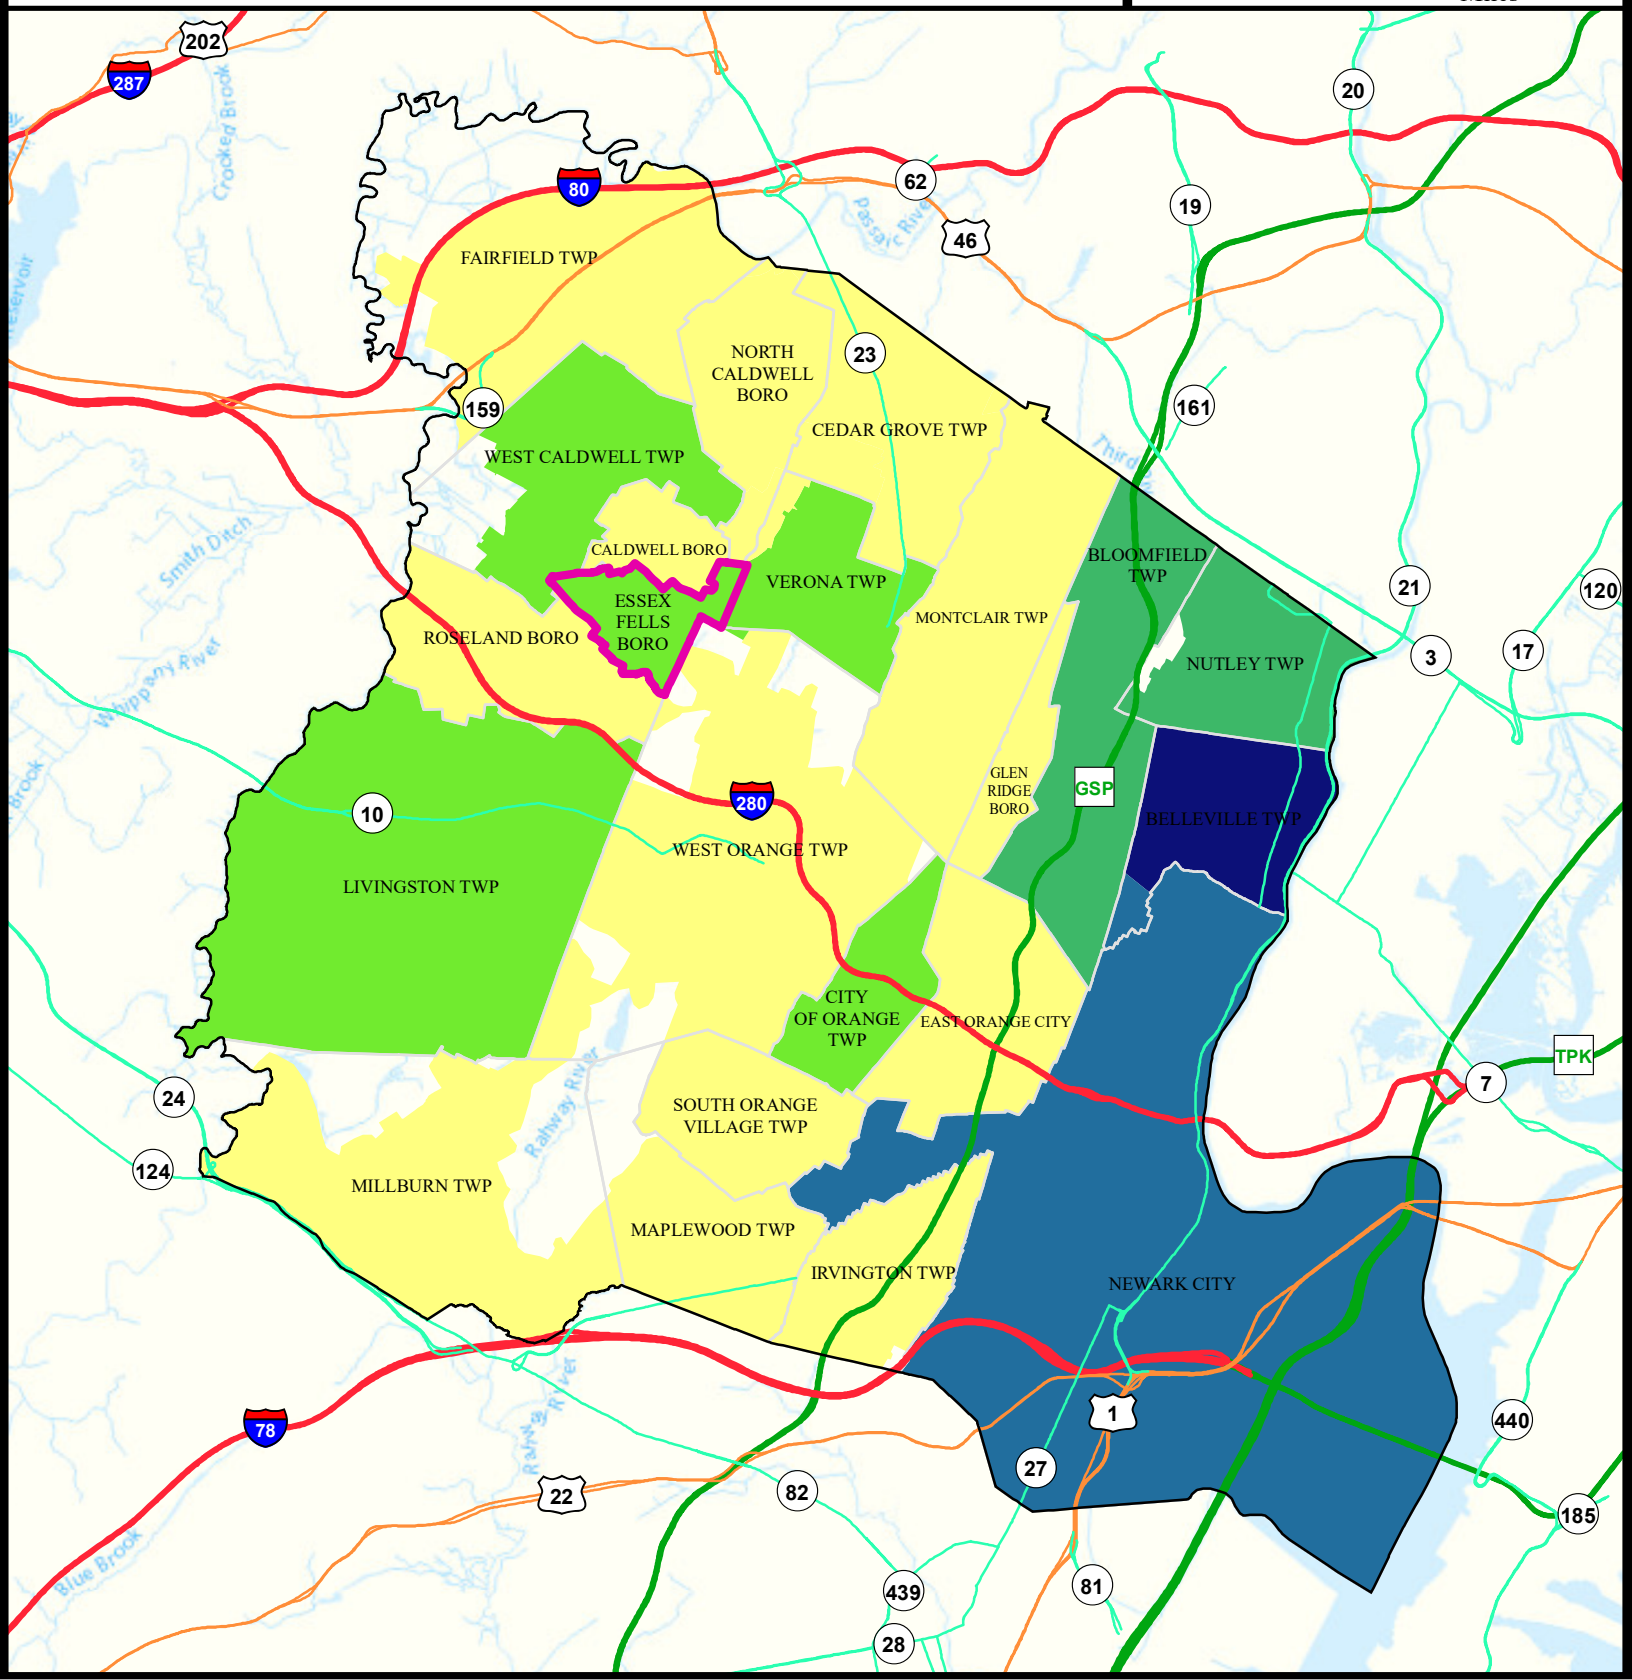 202
287
20
Crooked Brook
80
62
19
Passaic River
46
FAIRFIELD TWP
NORTH
CALDWELL
BORO
23
159
161
CEDAR GROVE TWP
WEST CALDWELL TWP
Third
Smith Ditch
CALDWELL BORO
BLOOMFIELD
TWP
VERONA TWP
21
120
ESSEX
FELLS
BORO
MONTCLAIR TWP
ROSELAND BORO
3
17
NUTLEY TWP
Whippany River
Brook
GLEN
RIDGE
BORO
GSP
280
10
BELLEVILLE TWP
WEST ORANGE TWP
LIVINGSTON TWP
CITY
OF ORANGE
TWP
EAST ORANGE CITY
TPK
7
24
Rahway River
SOUTH ORANGE
VILLAGE TWP
124
MILLBURN TWP
MAPLEWOOD TWP
IRVINGTON TWP
NEWARK CITY
78
1
440
Rahway River
27
22
82
185
Blue Brook
439
81
28